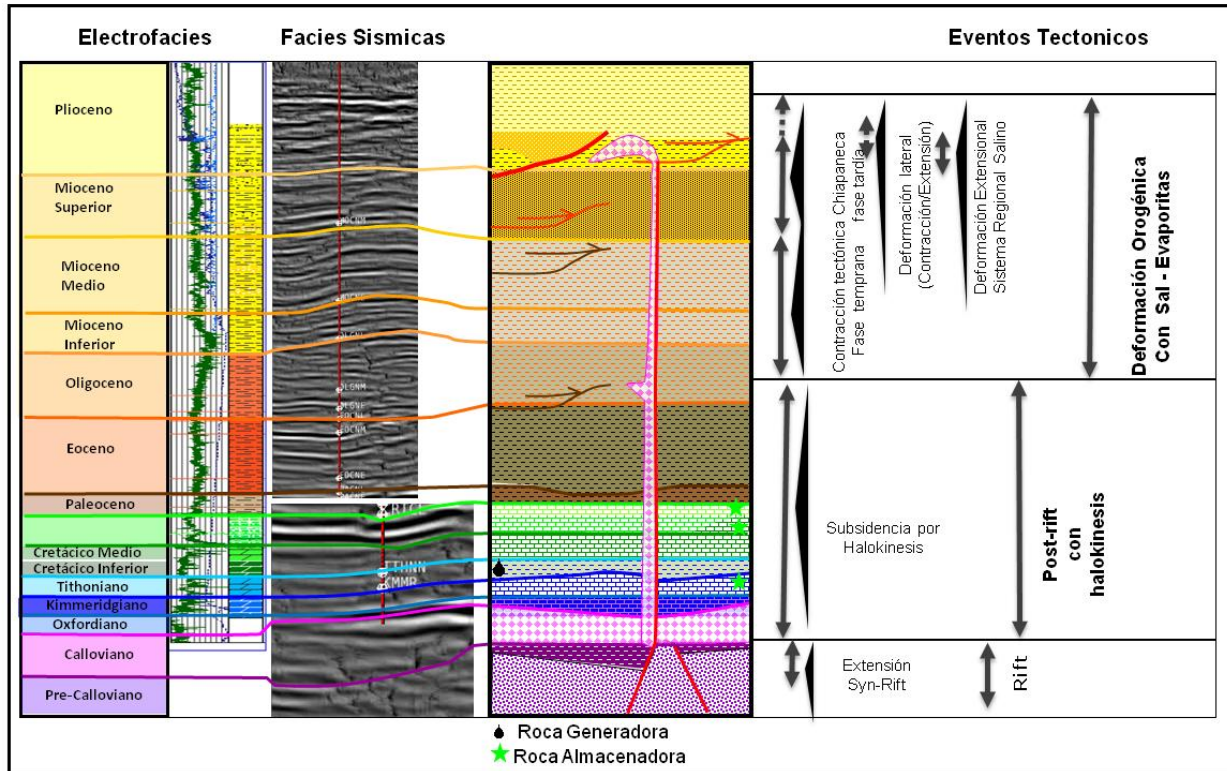 Electrofacies
Facies Sismicas
Eventos Tectonicos
Plioceno
Mioceno
Superior
Mioceno
Medio
Mioceno
Inferior
Oligoceno
Eoceno
Paleoceno
Cretácico Medio
Cretácico Inferior
Tithoniano
Kimmeridgiano
Oxfordiano
Calloviano
Pre-Calloviano
OLGNM
EOCNM
EOCNE
Contracción tectónica Chiapaneca
Fase temprana fase tardía
Deformación lateral
(Contracción/Extensión)
Deformación Extensional
Sistema Regional Salino
Deformación Orogénica
Con Sal - Evaporitas
Subsidencia por
Halokinesis
Post-rift
con
halokinesis
Extensión
Syn-Rift
Rift
Roca Generadora
Roca Almacenadora